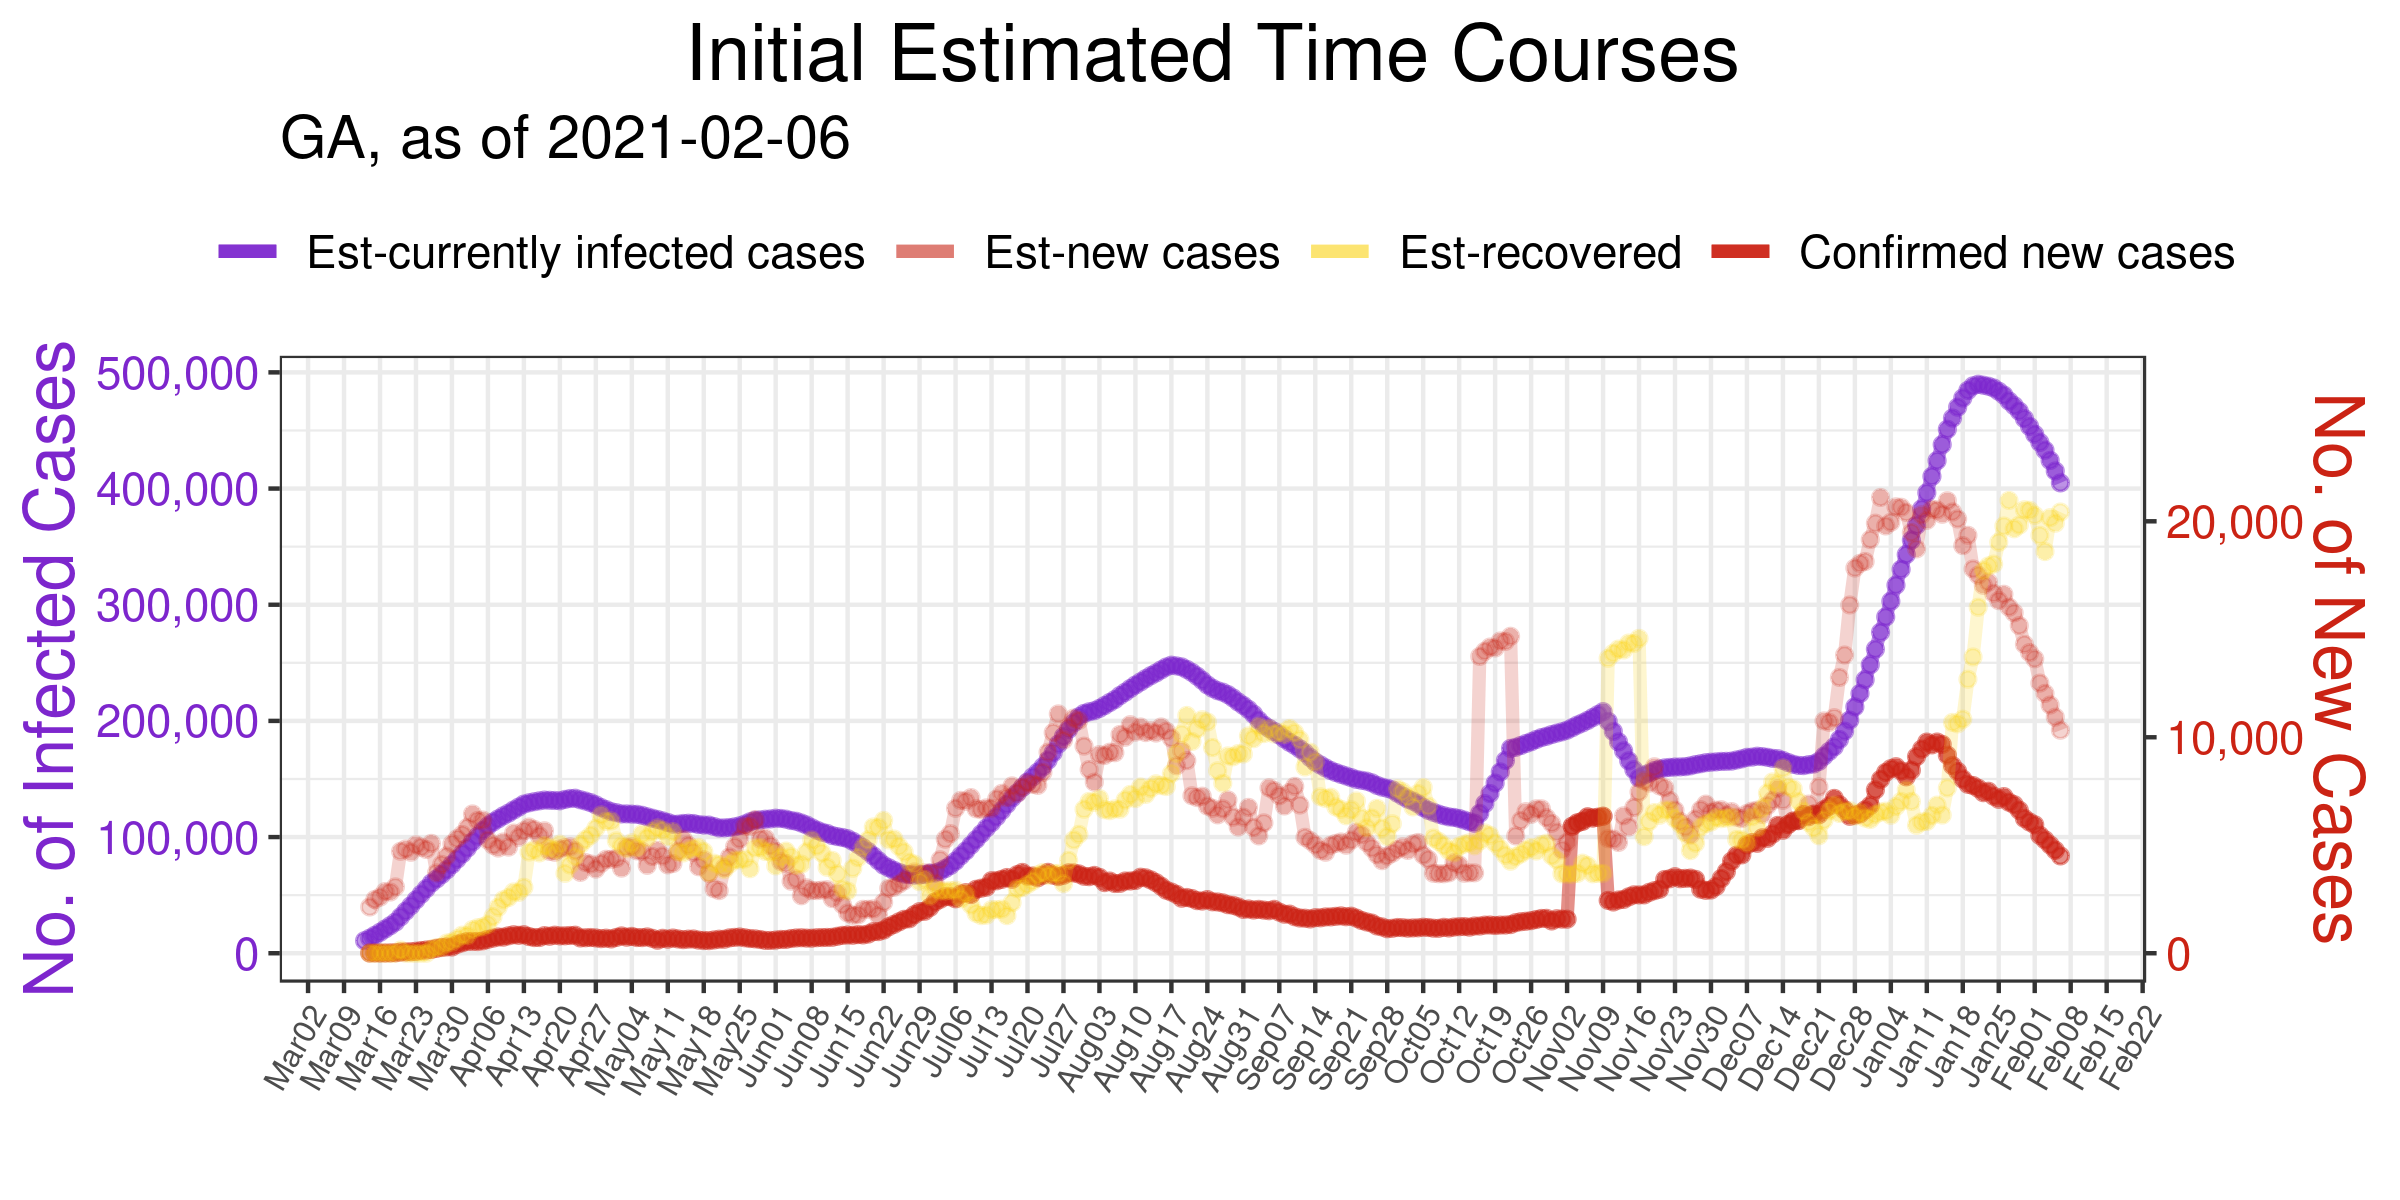 Initial Estimated Time Courses
GA, as of 2021-02-06
Est-currently infected cases Est-new cases Est-recovered Confirmed new cases
No. of Infected Cases
500,000
400,000
300,000
200,000
100,000
0
20,000
10,000
0
No. of New Cases
Mar02 Mar09 Mar16 Mar23 Mar30 Apr06 Apr13 Apr20 Apr27 May04 May11 May18 May25 Jun01 Jun08 Jun15 Jun22 Jun29 Jul06 Jul13 Jul20 Jul27 Aug03 Aug10 Aug17 Aug24 Aug31 Sep07 Sep14 Sep21 Sep28 Oct05 Oct12 Oct19 Oct26 Nov02 Nov09 Nov16 Nov23 Nov30 Dec07 Dec14 Dec21 Dec28 Jan04 Jan11 Jan18 Jan25 Feb01 Feb08 Feb15 Feb22